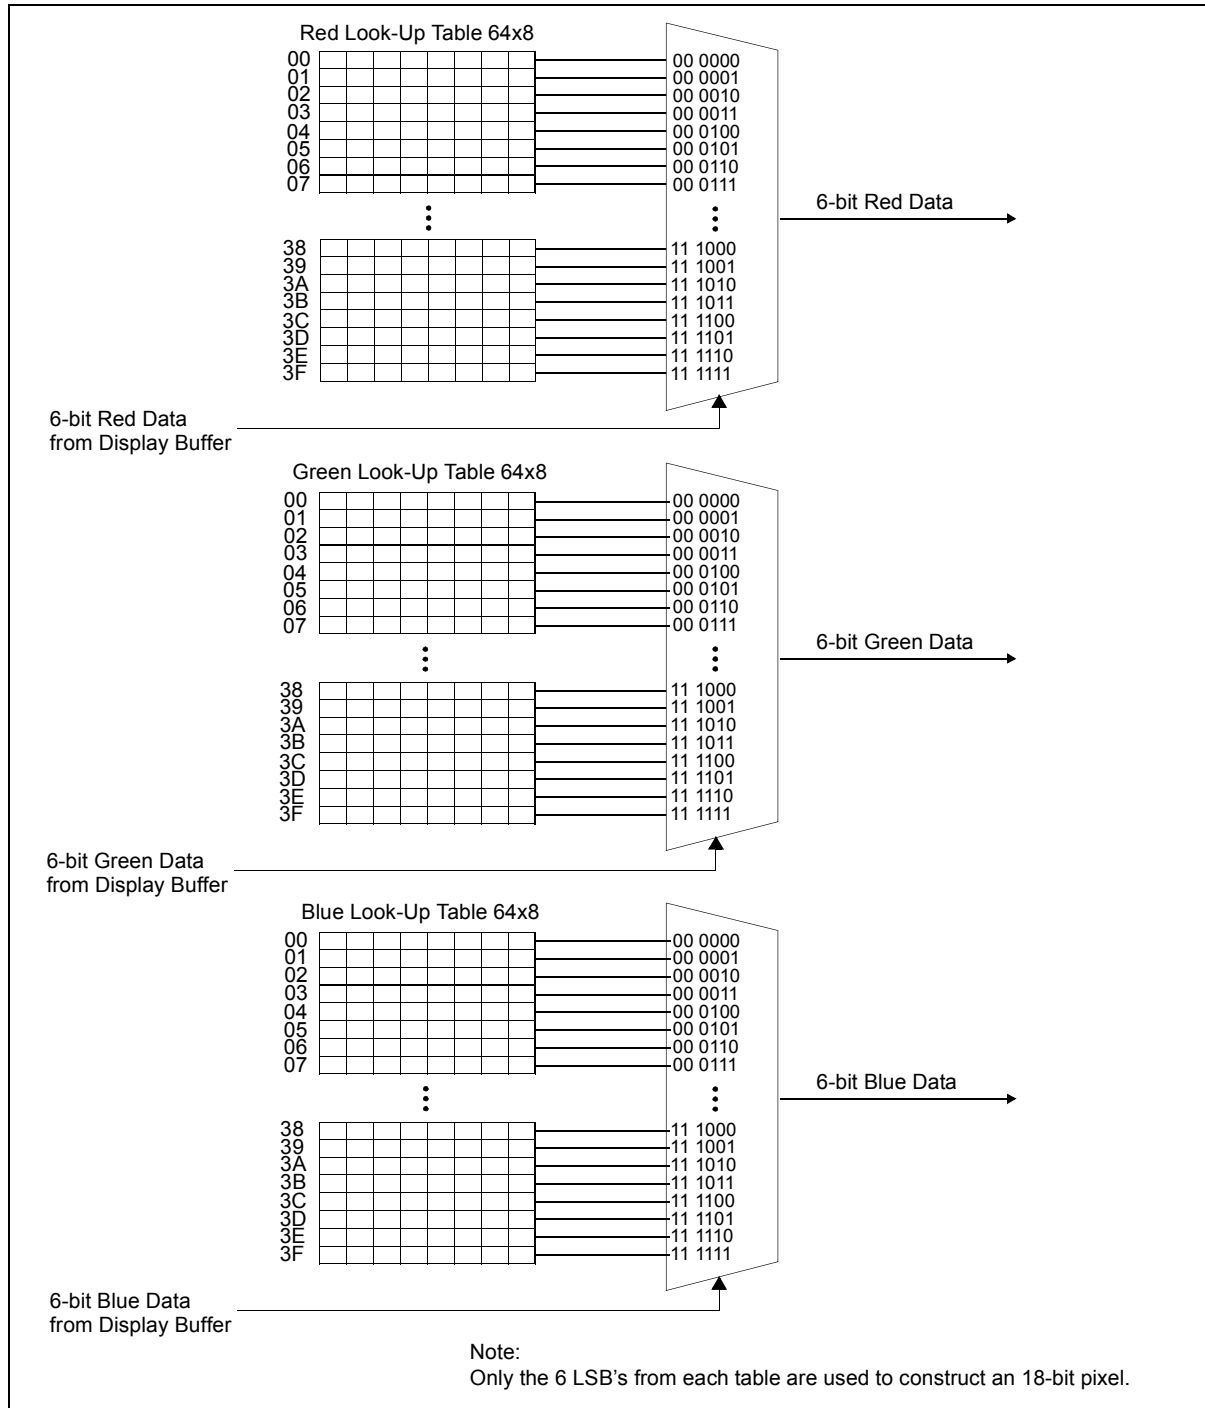 Red Look-Up Table 64x8
00 00 0000
01 00 0001
02 00 0010
03 00 0011
04 00 0100
05 00 0101
06 00 0110
07 00 0111
6-bit Red Data
38 11 1000
39 11 1001
3A 11 1010
3B 11 1011
3C 11 1100
3D 11 1101
3E 11 1110
3F 11 1111
6-bit Red Data
from Display Buffer
Green Look-Up Table 64x8
00 00 0000
01 00 0001
02 00 0010
03 00 0011
04 00 0100
05 00 0101
06 00 0110
07 00 0111
6-bit Green Data
38 11 1000
39 11 1001
3A 11 1010
3B 11 1011
3C 11 1100
3D 11 1101
3E 11 1110
3F 11 1111
6-bit Green Data
from Display Buffer
Blue Look-Up Table 64x8
00 00 0000
01 00 0001
02 00 0010
03 00 0011
04 00 0100
05 00 0101
06 00 0110
07 00 0111
6-bit Blue Data
38 11 1000
39 11 1001
3A 11 1010
3B 11 1011
3C 11 1100
3D 11 1101
3E 11 1110
3F 11 1111
6-bit Blue Data
from Display Buffer
Note:
Only the 6 LSB's from each table are used to construct an 18-bit pixel.